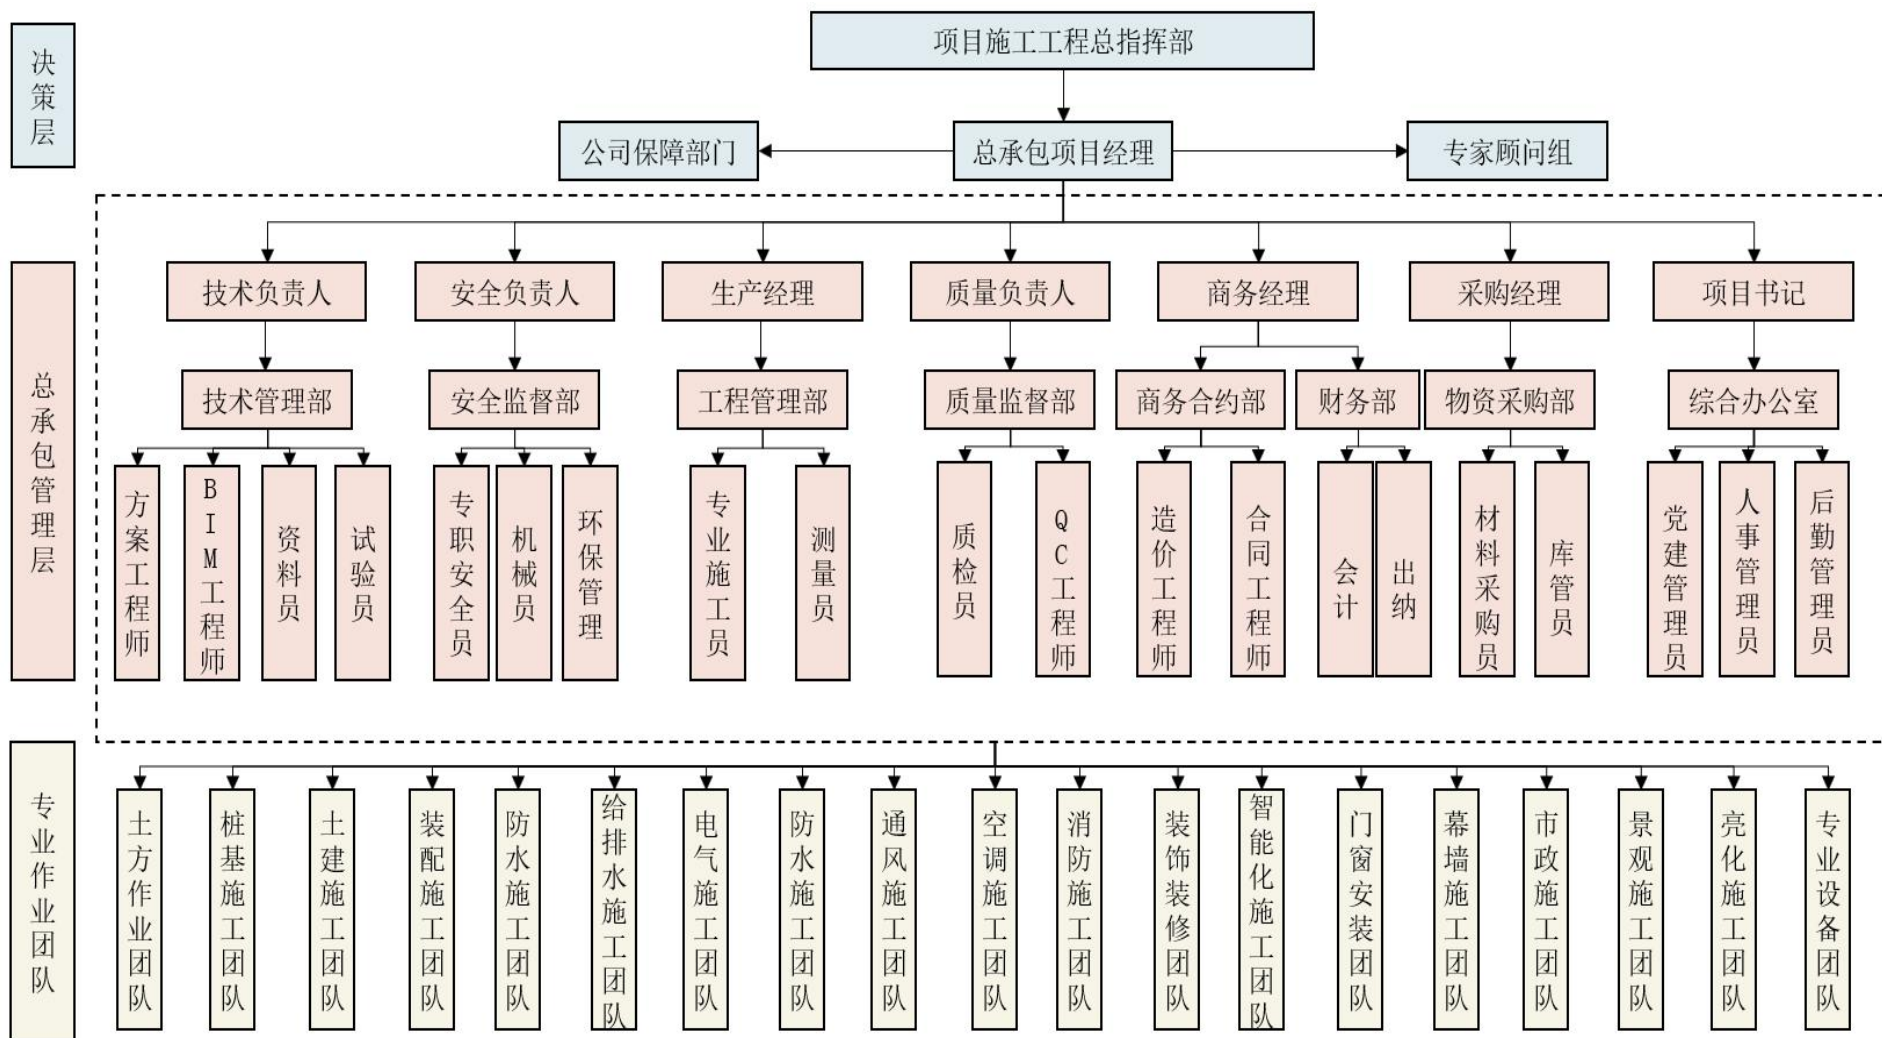 决策层
项目施工工程总指挥部
公司保障部门
总承包项目经理
专家顾问组
总承包管理层
技术负责人
安全负责人
生产经理
质量负责人
商务经理
采购经理
项目书记
技术管理部
安全监督部
工程管理部
质量监督部
商务合约部
财务部
物资采购部
综合办公室
方案工程师
BIM工程师
资料员
试验员
专职安全员
机械员
环保管理
专业施工员
测量员
质检员
QC工程师
造价工程师
合同工程师
会计
出纳
材料采购员
库管员
党建管理员
人事管理员
后勤管理员
专业作业团队
土方作业团队
桩基施工团队
土建施工团队
装配施工团队
防水施工团队
给排水施工团队
电气施工团队
防水施工团队
通风施工团队
空调施工团队
消防施工团队
装饰装修团队
智能化施工团队
门窗安装团队
幕墙施工团队
市政施工团队
景观施工团队
亮化施工团队
专业设备团队